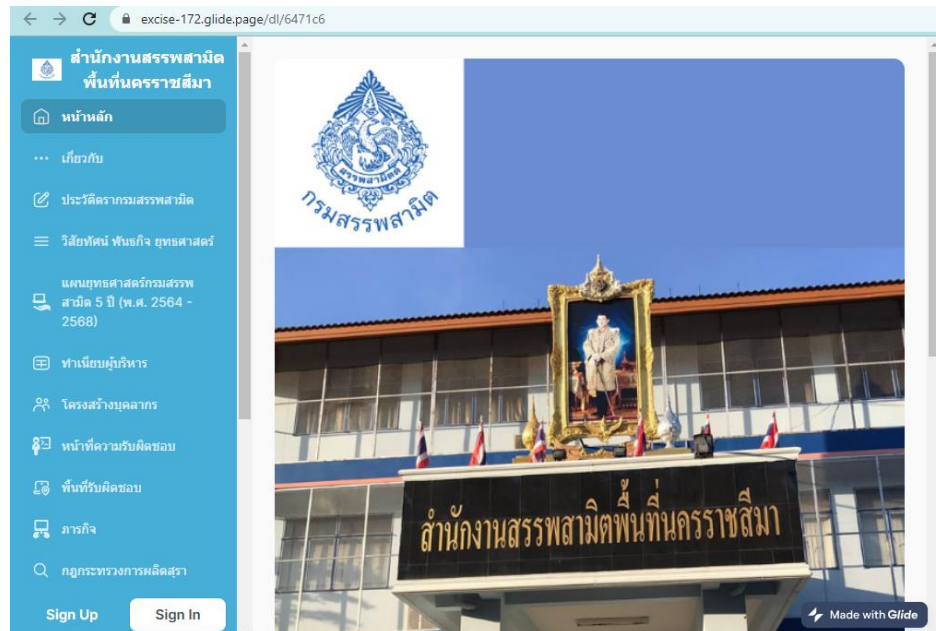 excise-172.glide.page/dl/6471c6
สำนักงานสรรพสามิต
พื้นที่นครราชสีมา
หน้าหลัก
เกี่ยวกับ
ประวัติตรากรมสรรพสามิต
วิสัยทัศน์ พันธกิจ ยุทธศาสตร์
แผนยุทธศาสตร์กรมสรรพ
สามิต 5 ปี (พ.ศ. 2564 -
2568)
ทำเนียบผู้บริหาร
โครงสร้างบุคลากร
หน้าที่ความรับผิดชอบ
พื้นที่รับผิดชอบ
ภารกิจ
กฎกระทรวงการผลิตสุรา
Sign Up
Sign In
กรมสรรพสามิต
สำนักงานสรรพสามิตพื้นที่นครราชสีมา
Made with Glide